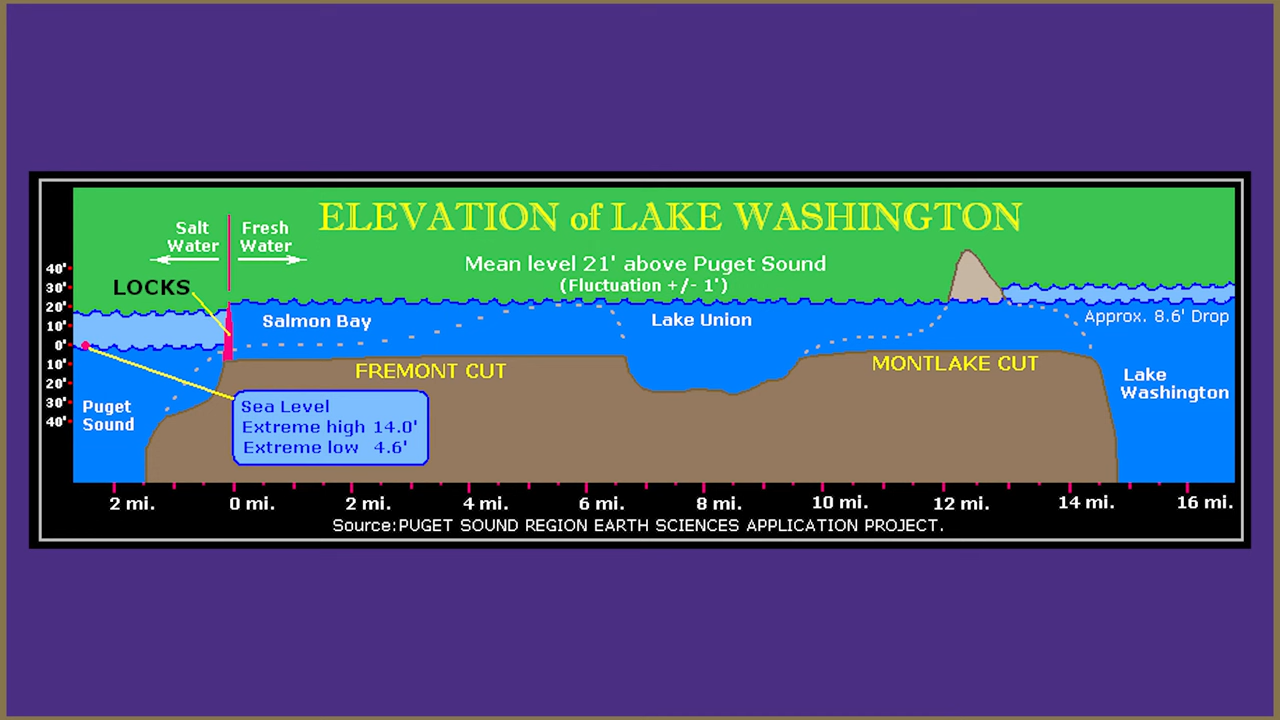 ELEVATION of LAKE WASHINGTON
Salt Water
Fresh Water
Mean level 21' above Puget Sound
(Fluctuation +/- 1')
LOCKS
40'
30'
20'
10'
0'
10'
20'
30'
40'
Salmon Bay
Lake Union
Approx. 8.6' Drop
FREMONT CUT
MONTLAKE CUT
Lake
Washington
Puget
Sound
Sea Level
Extreme high 14.0'
Extreme low 4.6'
2 mi. 0 mi. 2 mi. 4 mi. 6 mi. 8 mi. 10 mi. 12 mi. 14 mi. 16 mi.
Source:PUGET SOUND REGION EARTH SCIENCES APPLICATION PROJECT.